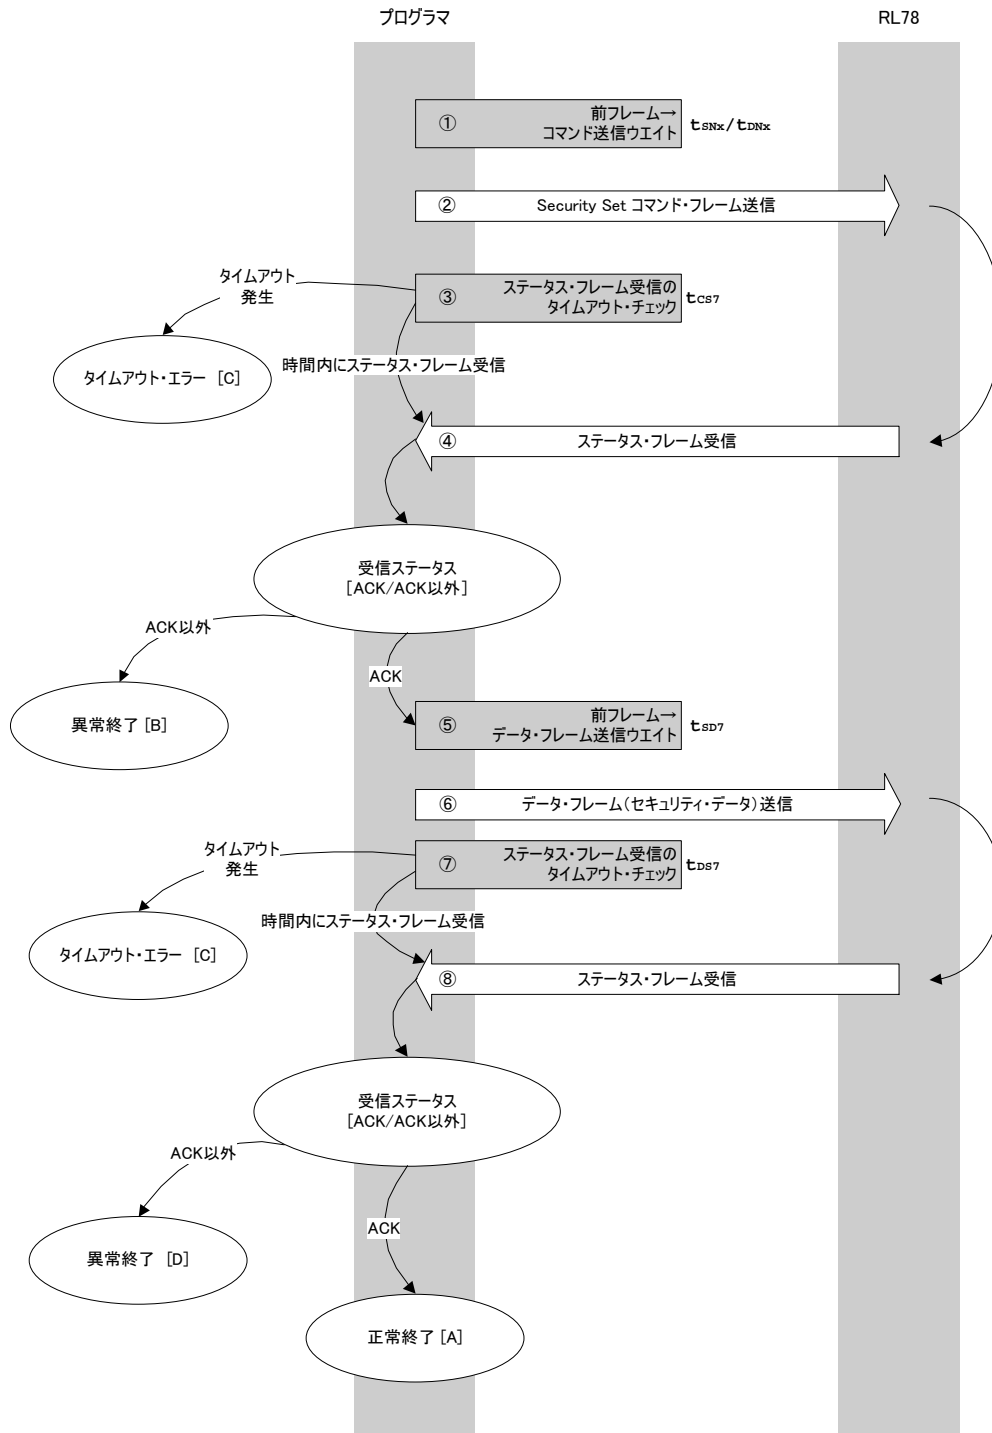 プログラマ
RL78
①
前フレーム→
コマンド送信ウエイト
tSNx/tDNx
②
Security Set コマンド・フレーム送信
タイムアウト
発生
③
ステータス・フレーム受信の
タイムアウト・チェック
tCS7
タイムアウト・エラー [C]
時間内にステータス・フレーム受信
④
ステータス・フレーム受信
受信ステータス
[ACK/ACK以外]
ACK以外
ACK
異常終了 [B]
⑤
前フレーム→
データ・フレーム送信ウエイト
tSD7
⑥
データ・フレーム(セキュリティ・データ)送信
タイムアウト
発生
⑦
ステータス・フレーム受信の
タイムアウト・チェック
tDS7
時間内にステータス・フレーム受信
タイムアウト・エラー [C]
⑧
ステータス・フレーム受信
受信ステータス
[ACK/ACK以外]
ACK以外
ACK
異常終了 [D]
正常終了 [A]